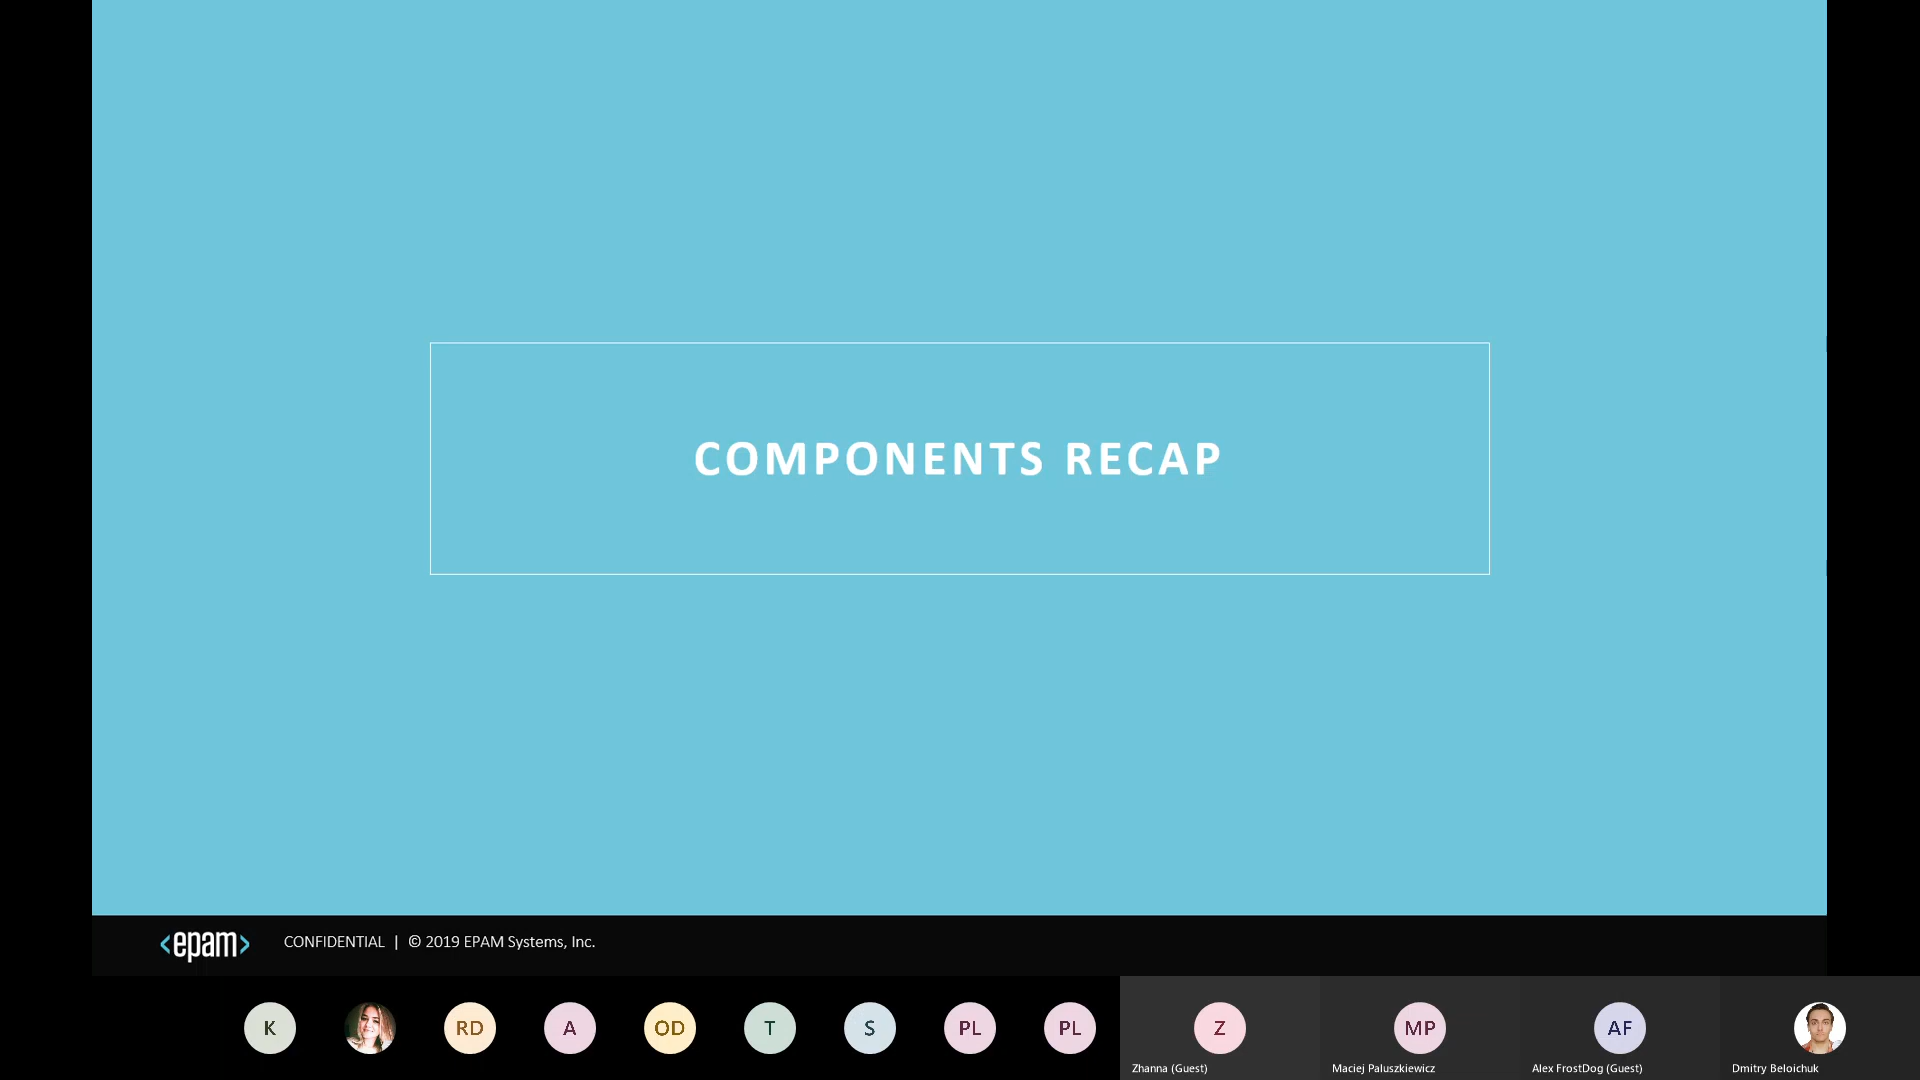 COMPONENTS RECAP
<epam> CONFIDENTIAL | © 2019 EPAM Systems, Inc.
K RD A OD T S PL PL Z MP AF
Zhanna (Guest) Maciej Paluszkiewicz Alex FrostDog (Guest) Dmitry Beloichuk